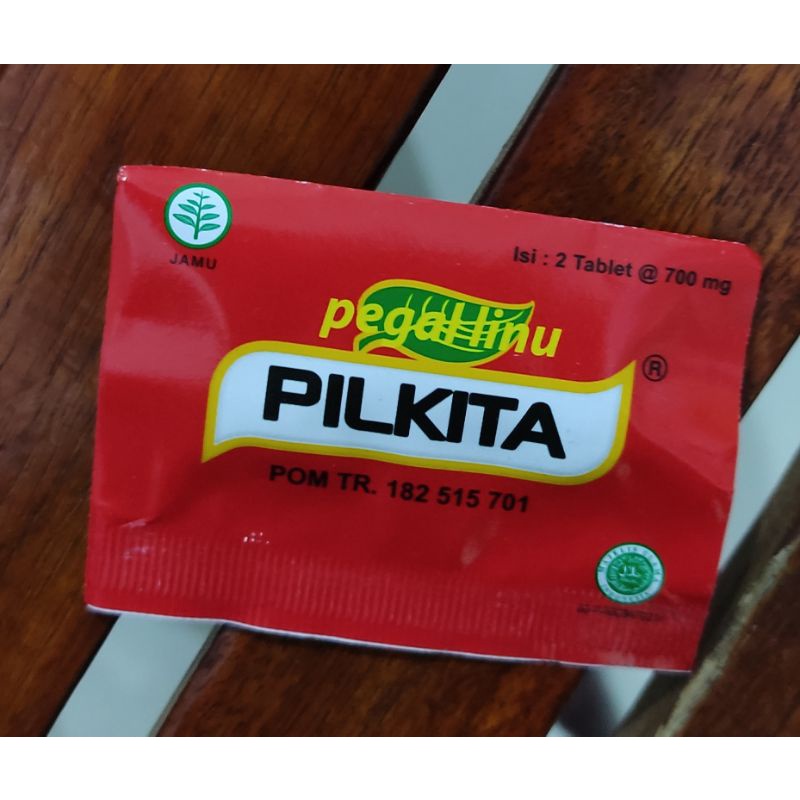 JAMU
Isi : 2 Tablet @ 700 mg
pegal linu
PILKITA
®
POM TR. 182 515 701